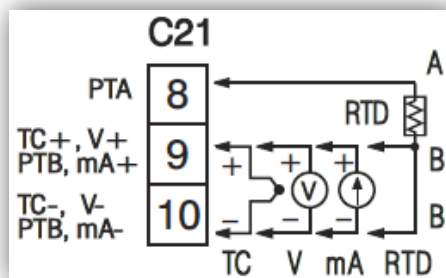 C21
PTA 8 A
RTD
TC+, V+
PTB, mA+ 9 + + + B
V
TC-, V-
PTB, mA- 10 – – – B
TC V mA RTD